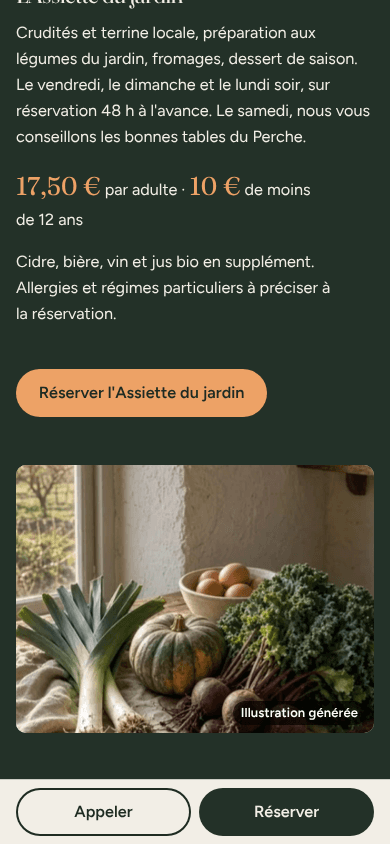 L'Assiette du jardin
Crudités et terrine locale, préparation aux
légumes du jardin, fromages, dessert de saison.
Le vendredi, le dimanche et le lundi soir, sur
réservation 48 h à l'avance. Le samedi, nous vous
conseillons les bonnes tables du Perche.
17,50 € par adulte · 10 € de moins
de 12 ans
Cidre, bière, vin et jus bio en supplément.
Allergies et régimes particuliers à préciser à
la réservation.
Réserver l'Assiette du jardin
Illustration générée
Appeler
Réserver